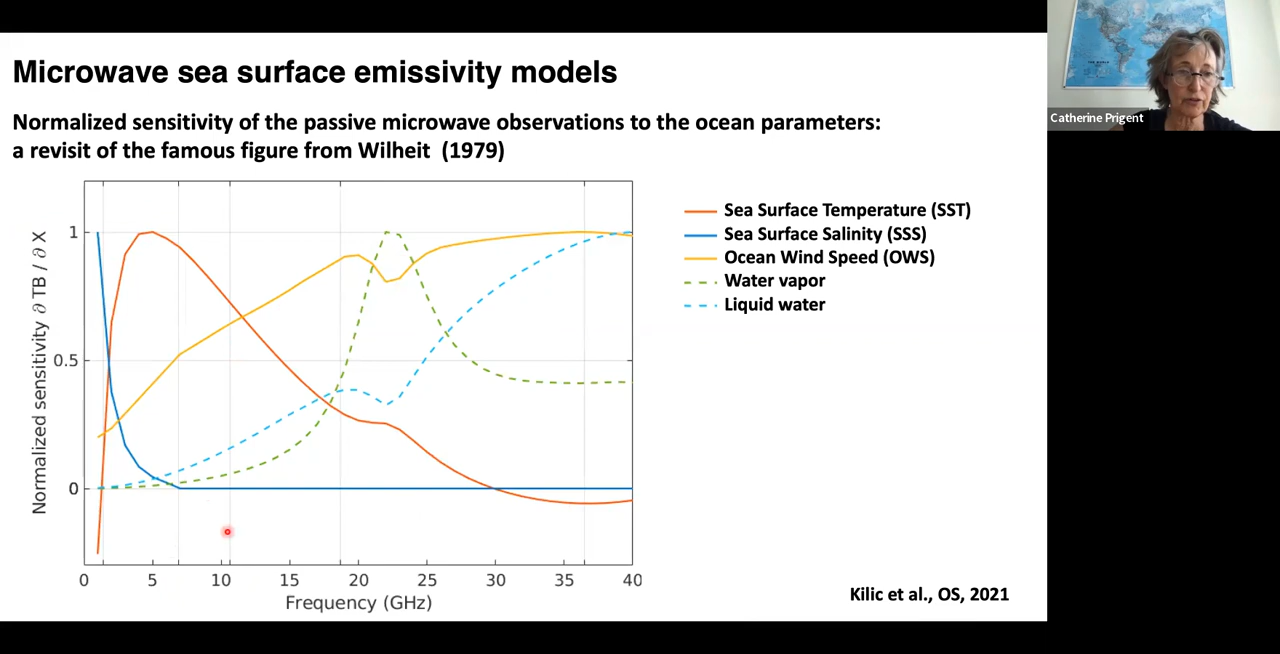 Microwave sea surface emissivity models
Normalized sensitivity of the passive microwave observations to the ocean parameters:
a revisit of the famous figure from Wilheit (1979)
Normalized sensitivity ∂ TB / ∂ X
1
0.5
0
0 5 10 15 20 25 30 35 40
Frequency (GHz)
Sea Surface Temperature (SST)
Sea Surface Salinity (SSS)
Ocean Wind Speed (OWS)
Water vapor
Liquid water
Kilic et al., OS, 2021
Catherine Prigent